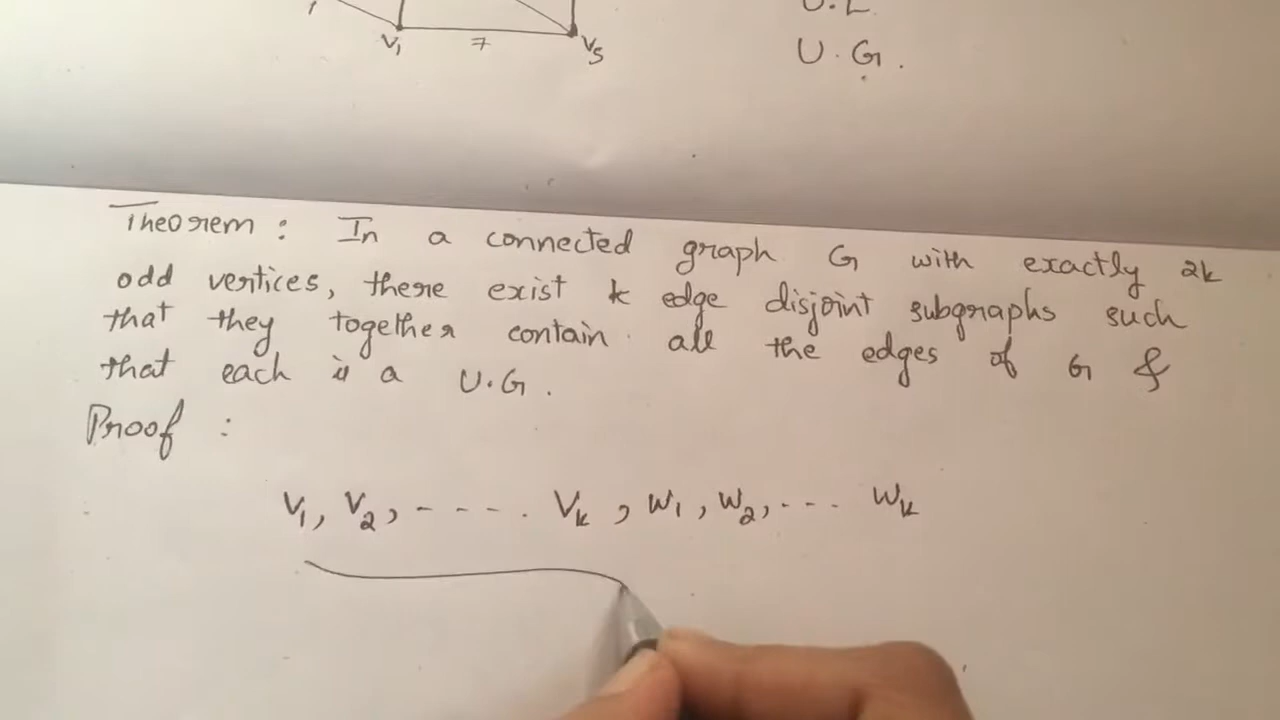 U.L
V1 7 V5
U.G.
Theorem: In a connected graph G with exactly 2k
odd vertices, there exist k edge disjoint subgraphs such
that they together contain all the edges of G &
that each is a U.G.
Proof :
V1, V2, - - - - . Vk , W1, W2, - - - Wk